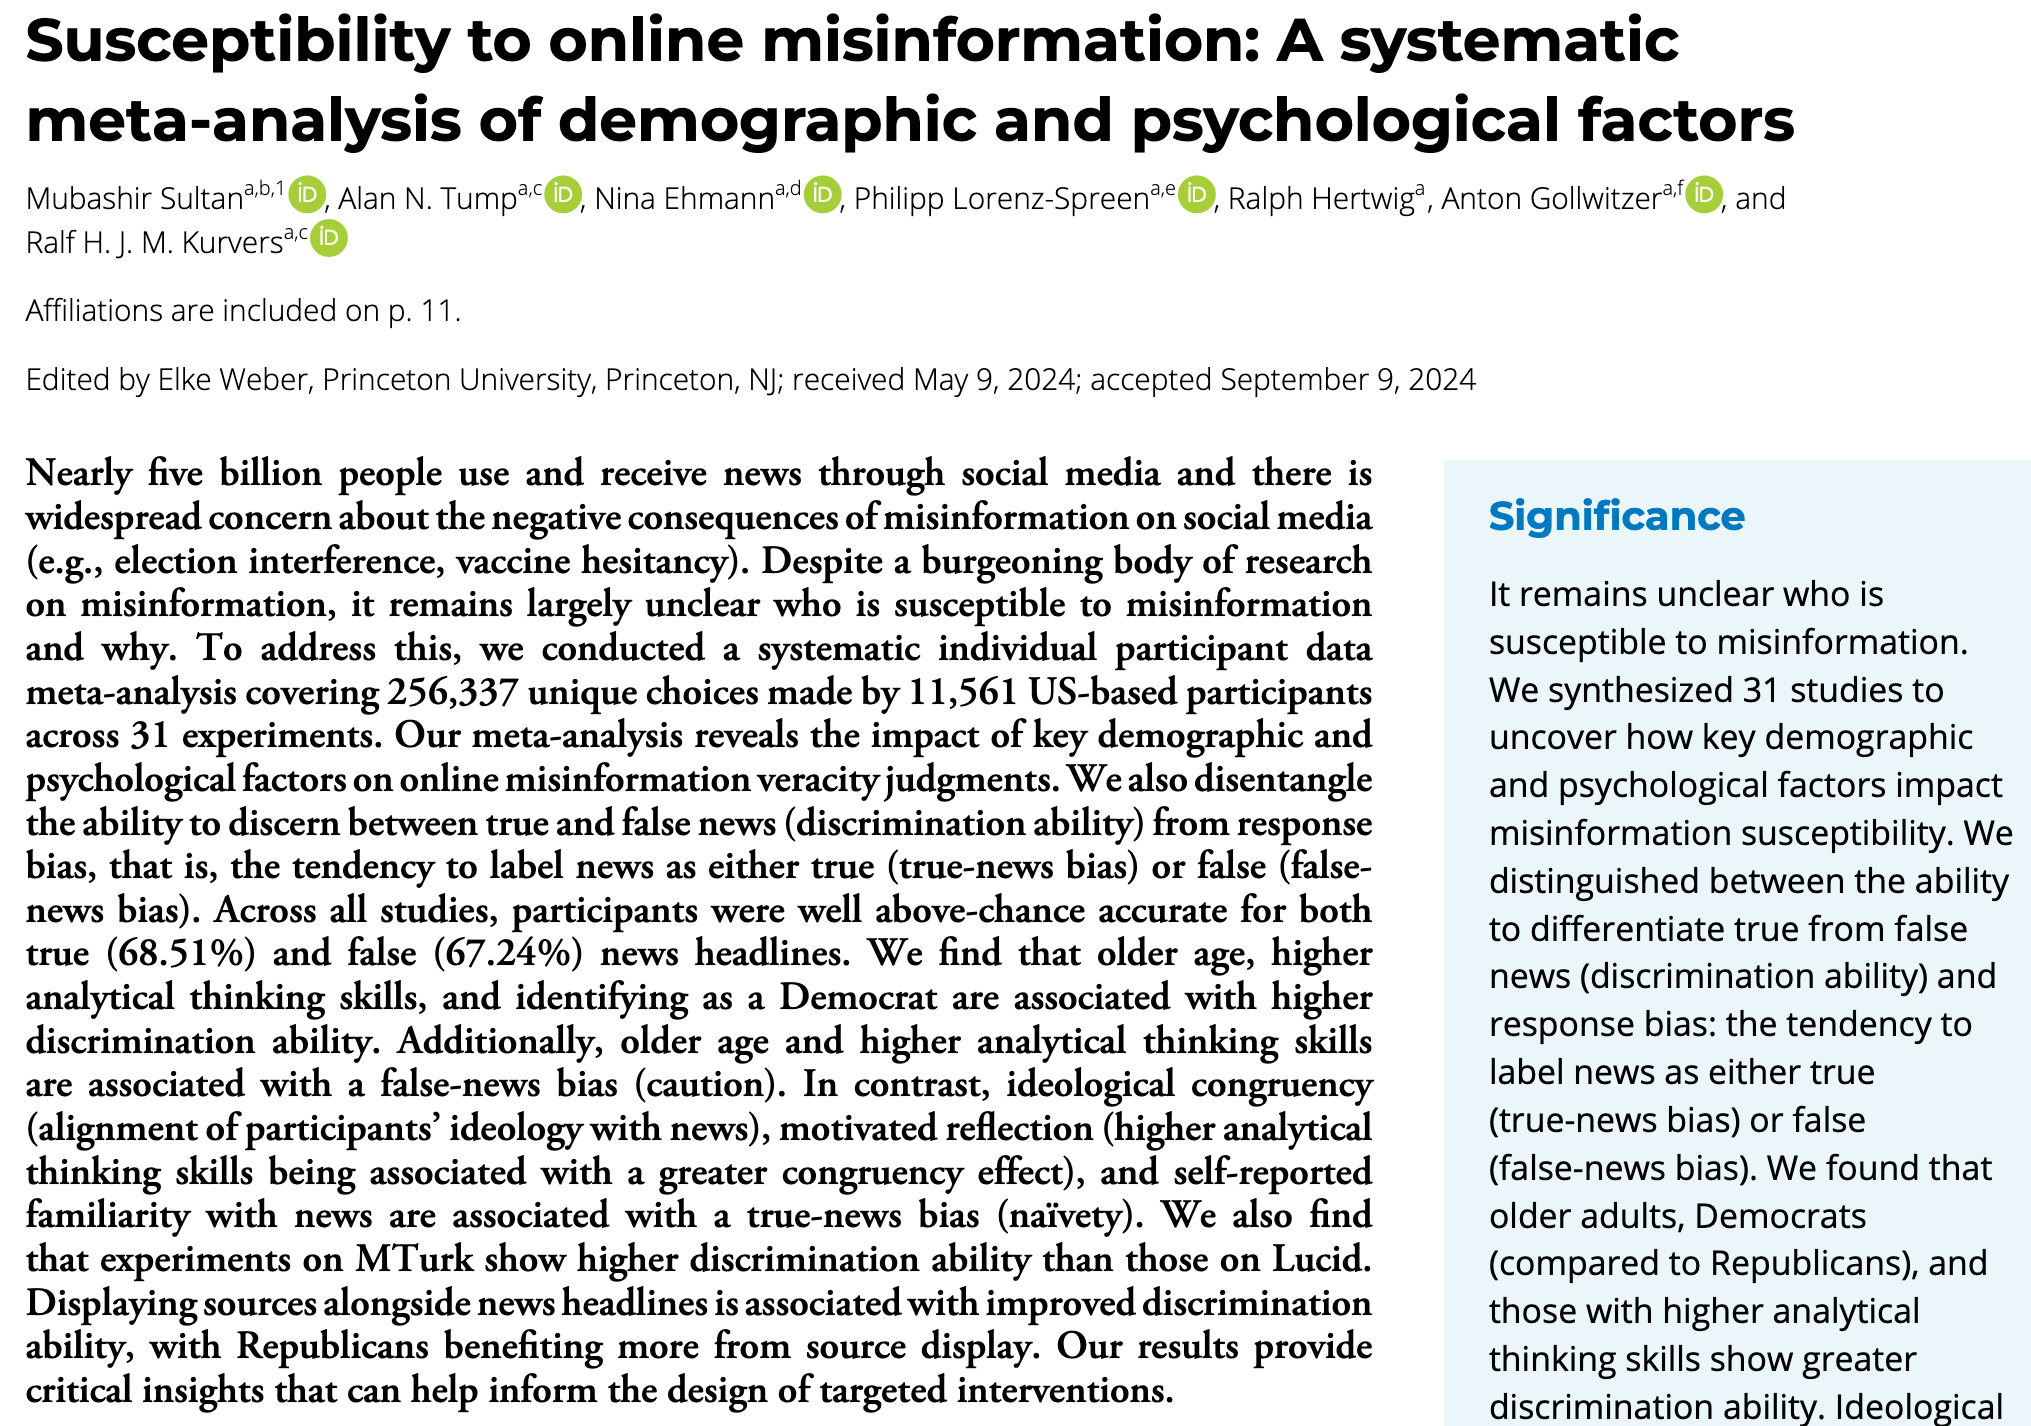 Susceptibility to online misinformation: A systematic
meta-analysis of demographic and psychological factors
Mubashir Sultana,b,1 iD, Alan N. Tumpa,c iD, Nina Ehmanna,d iD, Philipp Lorenz-Spreena,e iD, Ralph Hertwiga, Anton Gollwitzera,f iD, and
Ralf H. J. M. Kurversa,c iD
Affiliations are included on p. 11.
Edited by Elke Weber, Princeton University, Princeton, NJ; received May 9, 2024; accepted September 9, 2024
Nearly five billion people use and receive news through social media and there is
widespread concern about the negative consequences of misinformation on social media
(e.g., election interference, vaccine hesitancy). Despite a burgeoning body of research
on misinformation, it remains largely unclear who is susceptible to misinformation
and why. To address this, we conducted a systematic individual participant data
meta-analysis covering 256,337 unique choices made by 11,561 US-based participants
across 31 experiments. Our meta-analysis reveals the impact of key demographic and
psychological factors on online misinformation veracity judgments. We also disentangle
the ability to discern between true and false news (discrimination ability) from response
bias, that is, the tendency to label news as either true (true-news bias) or false (false-
news bias). Across all studies, participants were well above-chance accurate for both
true (68.51%) and false (67.24%) news headlines. We find that older age, higher
analytical thinking skills, and identifying as a Democrat are associated with higher
discrimination ability. Additionally, older age and higher analytical thinking skills
are associated with a false-news bias (caution). In contrast, ideological congruency
(alignment of participants’ ideology with news), motivated reflection (higher analytical
thinking skills being associated with a greater congruency effect), and self-reported
familiarity with news are associated with a true-news bias (naïvety). We also find
that experiments on MTurk show higher discrimination ability than those on Lucid.
Displaying sources alongside news headlines is associated with improved discrimination
ability, with Republicans benefiting more from source display. Our results provide
critical insights that can help inform the design of targeted interventions.
Significance
It remains unclear who is
susceptible to misinformation.
We synthesized 31 studies to
uncover how key demographic
and psychological factors impact
misinformation susceptibility. We
distinguished between the ability
to differentiate true from false
news (discrimination ability) and
response bias: the tendency to
label news as either true
(true-news bias) or false
(false-news bias). We found that
older adults, Democrats
(compared to Republicans), and
those with higher analytical
thinking skills show greater
discrimination ability. Ideological